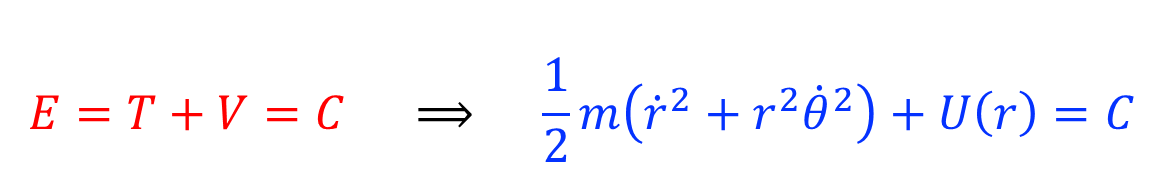 E = T + V = C ⟹ 1/2 m(ṙ² + r²θ̇²) + U(r) = C